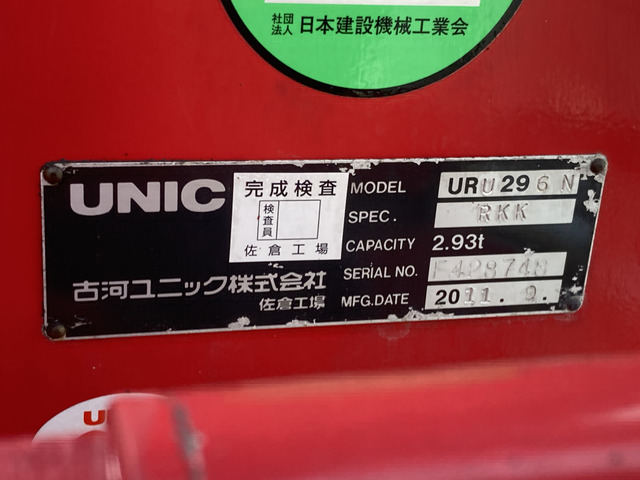 社団
法人 日本建設機械工業会
UNIC
完成検査
検査員
佐倉工場
古河ユニック株式会社
佐倉工場
MODEL URU296N
SPEC. RKK
CAPACITY 2.93t
SERIAL NO.
MFG.DATE 2011.9.
U